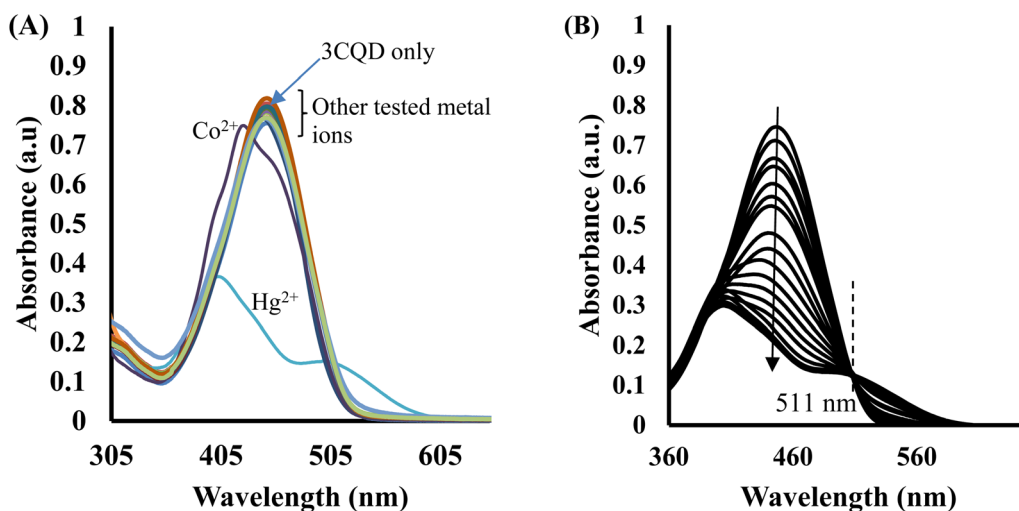 (A)
1
0.9
0.8
0.7
0.6
0.5
0.4
0.3
0.2
0.1
0
Absorbance (a.u)
3CQD only
Other tested metal
ions
Co²⁺
Hg²⁺
305 405 505 605
Wavelength (nm)
(B)
1
0.9
0.8
0.7
0.6
0.5
0.4
0.3
0.2
0.1
0
Absorbance (a.u.)
511 nm
360 460 560
Wavelength (nm)